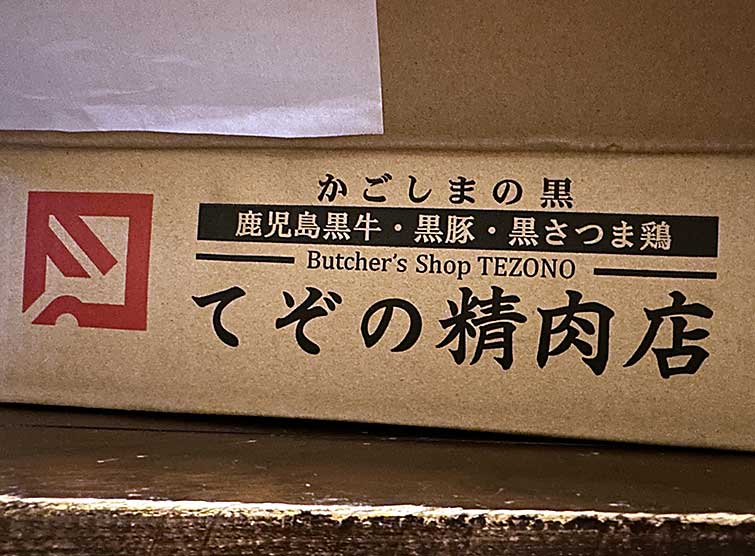 かごしまの黒
鹿児島黒牛・黒豚・黒さつま鶏
Butcher's Shop TEZONO
てぞの精肉店